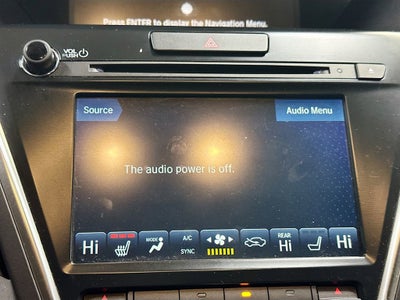 Press ENTER to display the Navigation Menu.
VOL
PUSH
Source
Audio Menu
The audio power is off.
Hi
MODE
A/C
SYNC
REAR
Hi
Hi